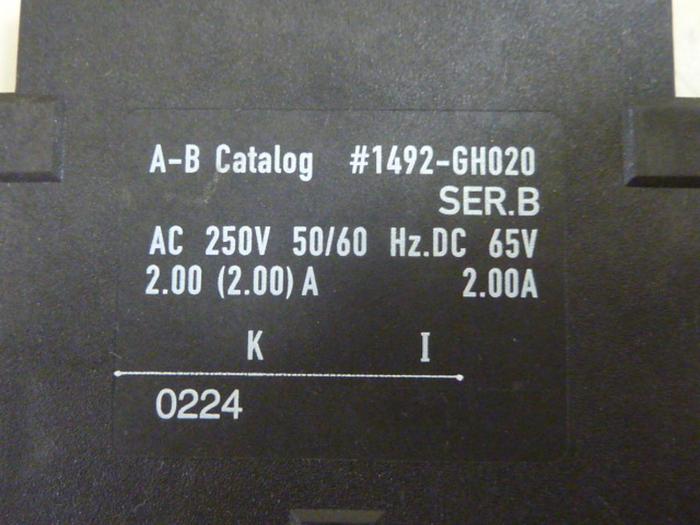 A-B Catalog #1492-GH020
SER.B
AC 250V 50/60 Hz.DC 65V
2.00 (2.00) A 2.00A
K I
0224